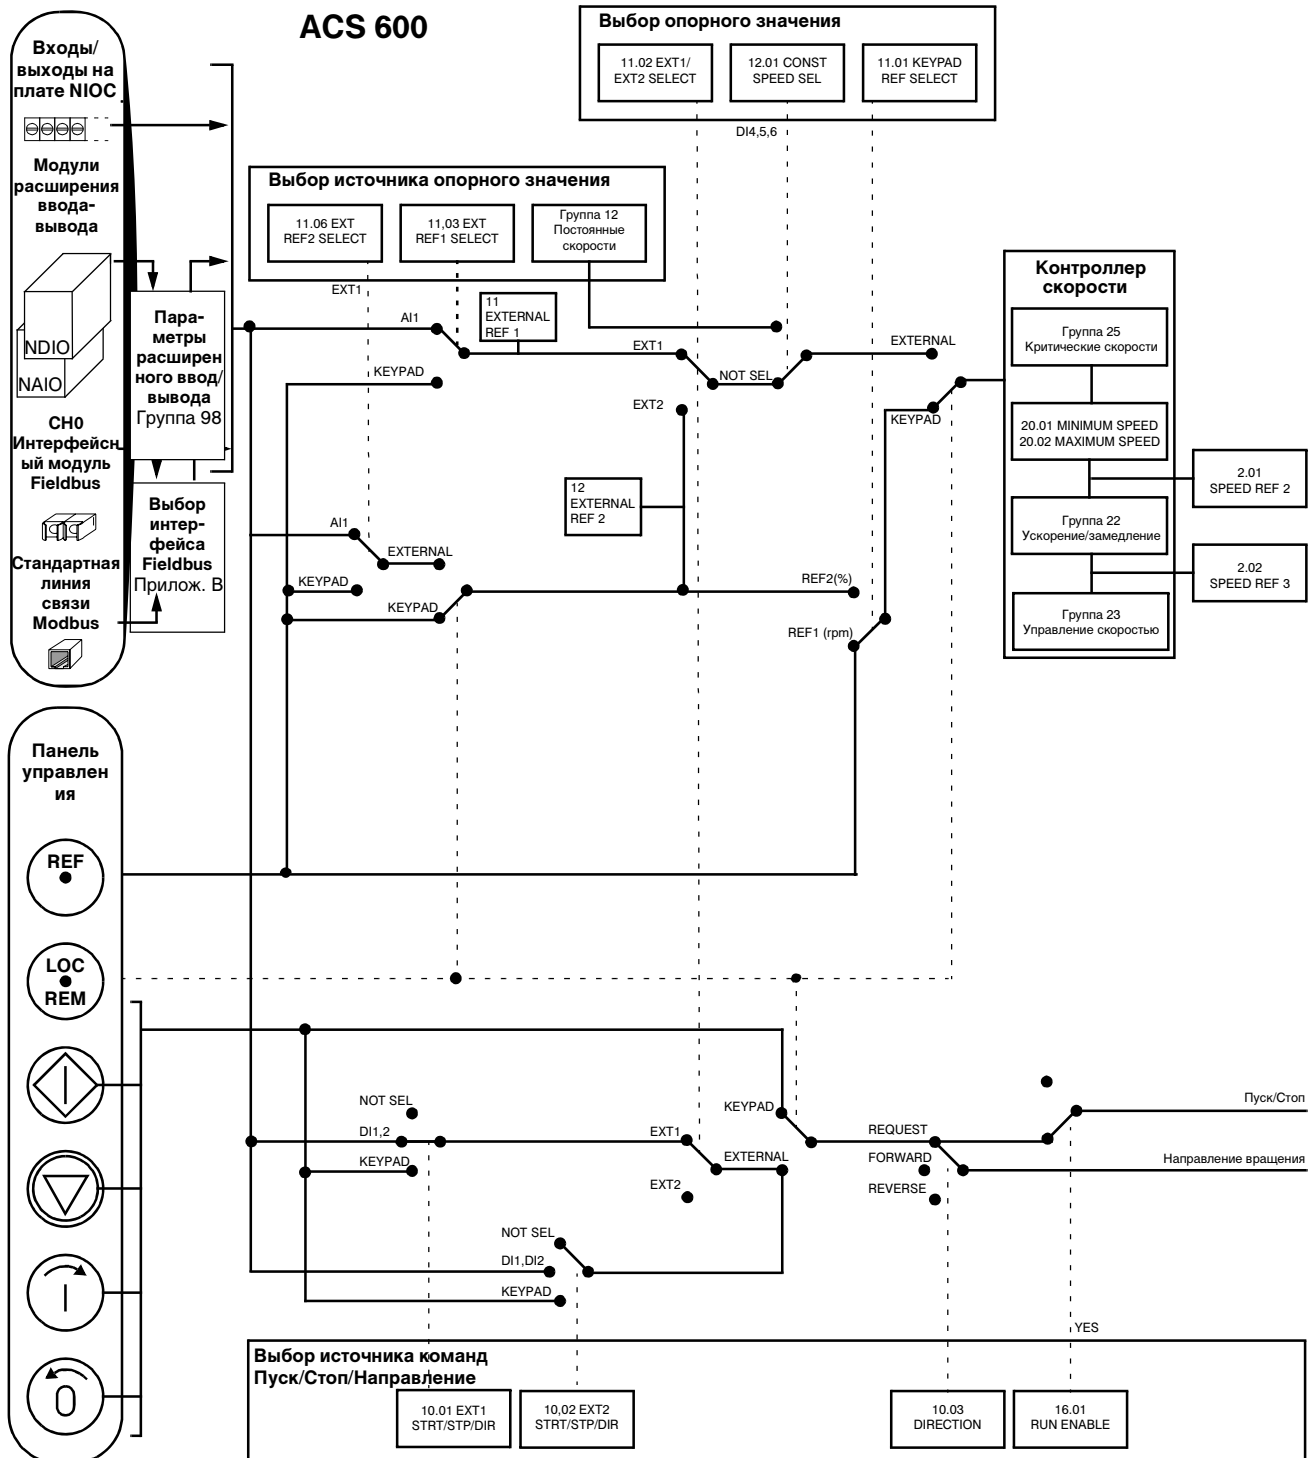 ACS 600
Входы/
выходы на
плате NIOC
Модули
расширения
ввода-
вывода
NDIO
NAIO
CH0
Интерфейсн
ый модуль
Fieldbus
Стандартная
линия
связи
Modbus
Пара-
метры
расширен
ного ввод/
вывода
Группа 98
Выбор
интер-
фейса
Fieldbus
Прилож. B
Выбор опорного значения
11.02 EXT1/
EXT2 SELECT
12.01 CONST
SPEED SEL
11.01 KEYPAD
REF SELECT
DI4,5,6
Выбор источника опорного значения
11.06 EXT
REF2 SELECT
11,03 EXT
REF1 SELECT
Группа 12
Постоянные
скорости
EXT1
AI1
11
EXTERNAL
REF 1
KEYPAD
EXT1
NOT SEL
EXTERNAL
EXT2
KEYPAD
12
EXTERNAL
REF 2
AI1
EXTERNAL
KEYPAD
KEYPAD
REF2(%)
REF1 (rpm)
Контроллер
скорости
Группа 25
Критические скорости
20.01 MINIMUM SPEED
20.02 MAXIMUM SPEED
2.01
SPEED REF 2
Группа 22
Ускорение/замедление
2.02
SPEED REF 3
Группа 23
Управление скоростью
Панель
управлен
ия
REF
LOC
REM
NOT SEL
DI1,2
KEYPAD
EXT1
EXT2
KEYPAD
EXTERNAL
REQUEST
FORWARD
REVERSE
Пуск/Стоп
Направление вращения
NOT SEL
DI1,DI2
KEYPAD
YES
Выбор источника команд
Пуск/Стоп/Направление
10.01 EXT1
STRT/STP/DIR
10,02 EXT2
STRT/STP/DIR
10.03
DIRECTION
16.01
RUN ENABLE